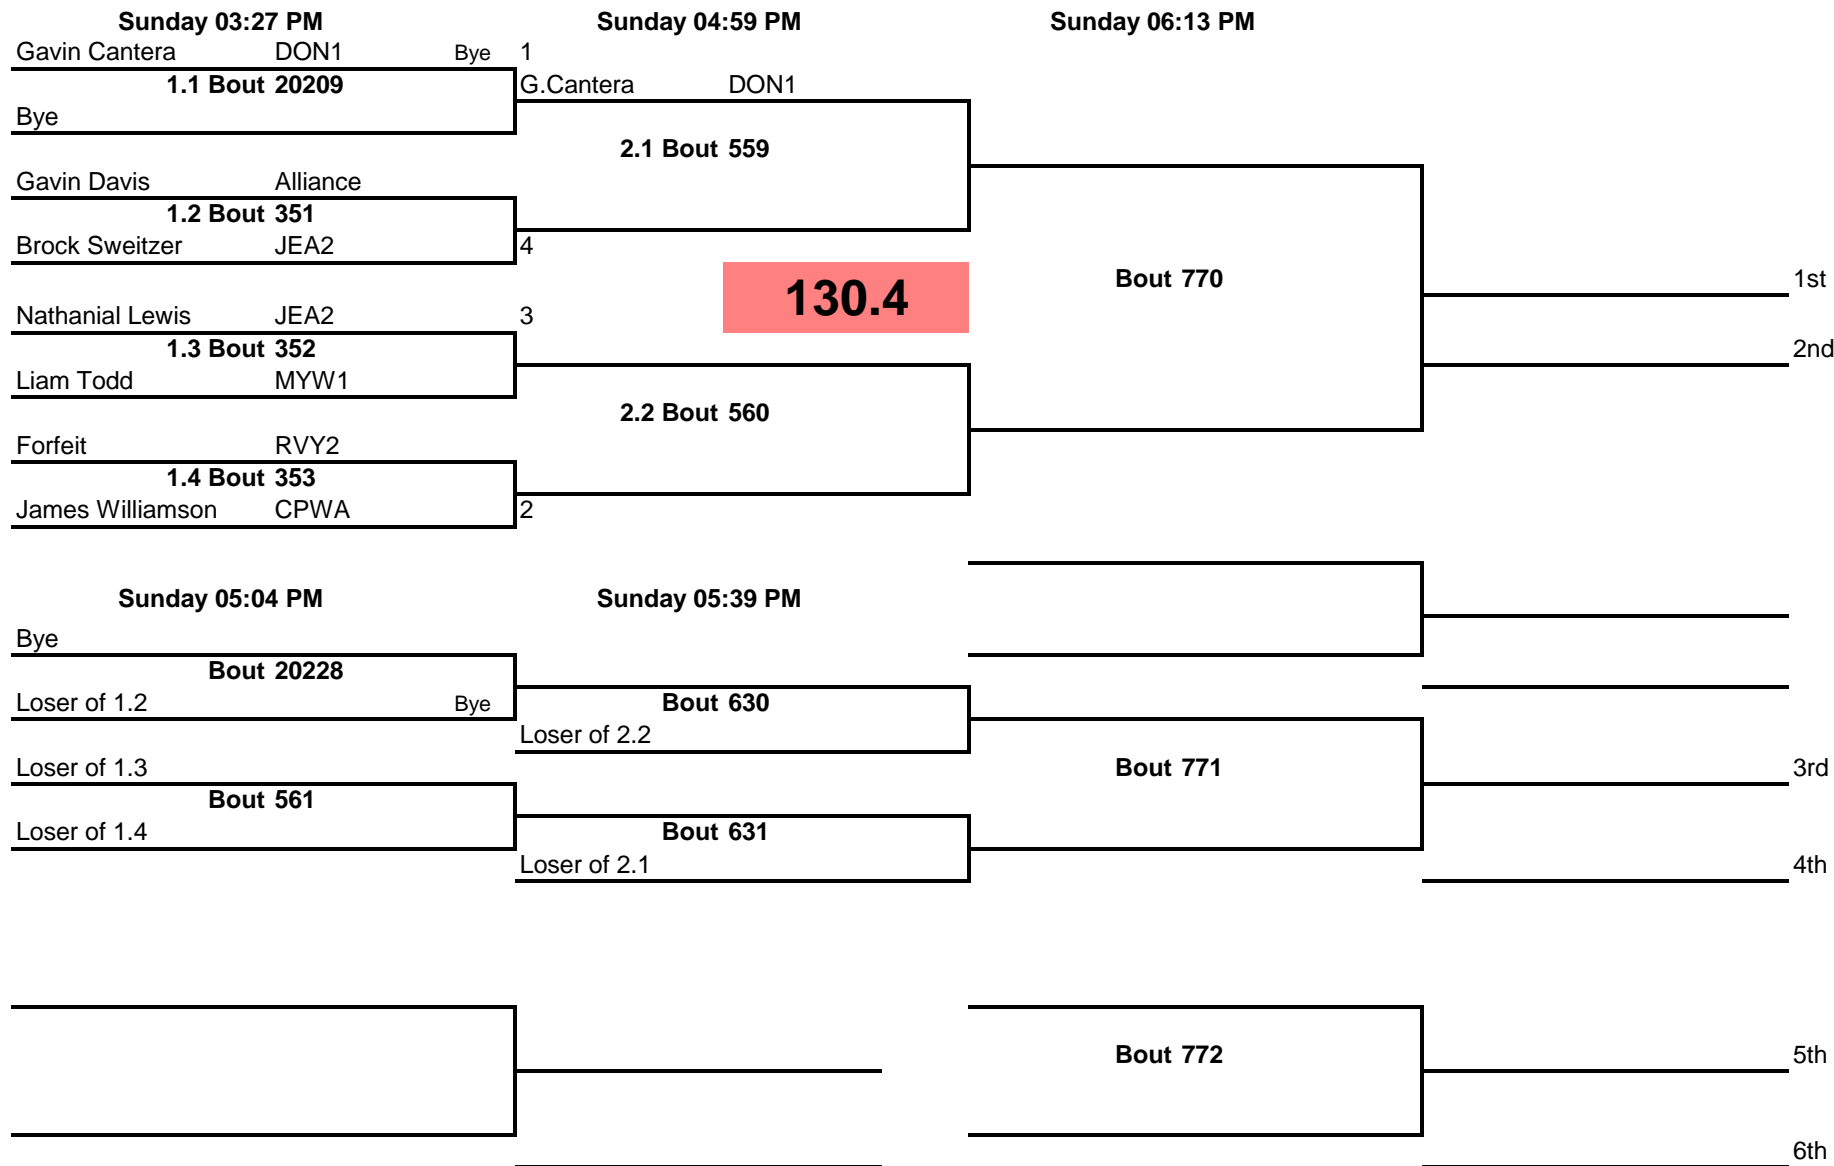 Sunday 03:27 PM Sunday 04:59 PM Sunday 06:13 PM
Gavin Cantera DON1 Bye 1
1.1 Bout 20209 G.Cantera DON1
Bye
2.1 Bout 559
Gavin Davis Alliance
1.2 Bout 351
Brock Sweitzer JEA2 4
130.4 Bout 770 1st
Nathanial Lewis JEA2 3
1.3 Bout 352 2nd
Liam Todd MYW1
2.2 Bout 560
Forfeit RVY2
1.4 Bout 353
James Williamson CPWA 2
Sunday 05:04 PM Sunday 05:39 PM
Bye
Bout 20228
Loser of 1.2 Bye Bout 630
Loser of 2.2
Loser of 1.3 Bout 771 3rd
Bout 561
Loser of 1.4 Bout 631
Loser of 2.1 4th
Bout 772 5th
6th